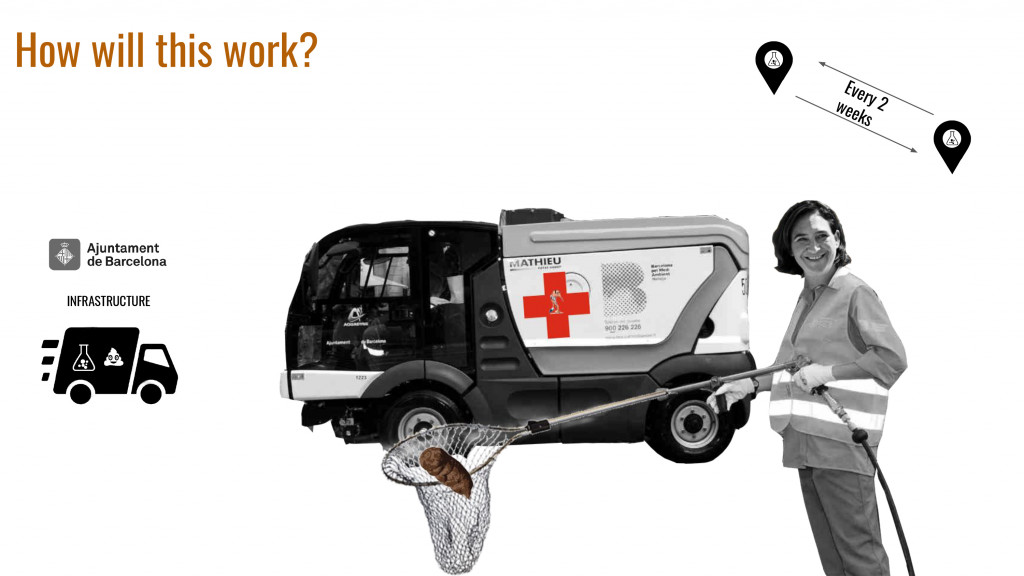 How will this work?
Every 2
weeks
Ajuntament
de Barcelona
INFRASTRUCTURE
MATHIEU
B
Barcelona
pel Medi
Ambient
900 226 226
Ajuntament de Barcelona
1223